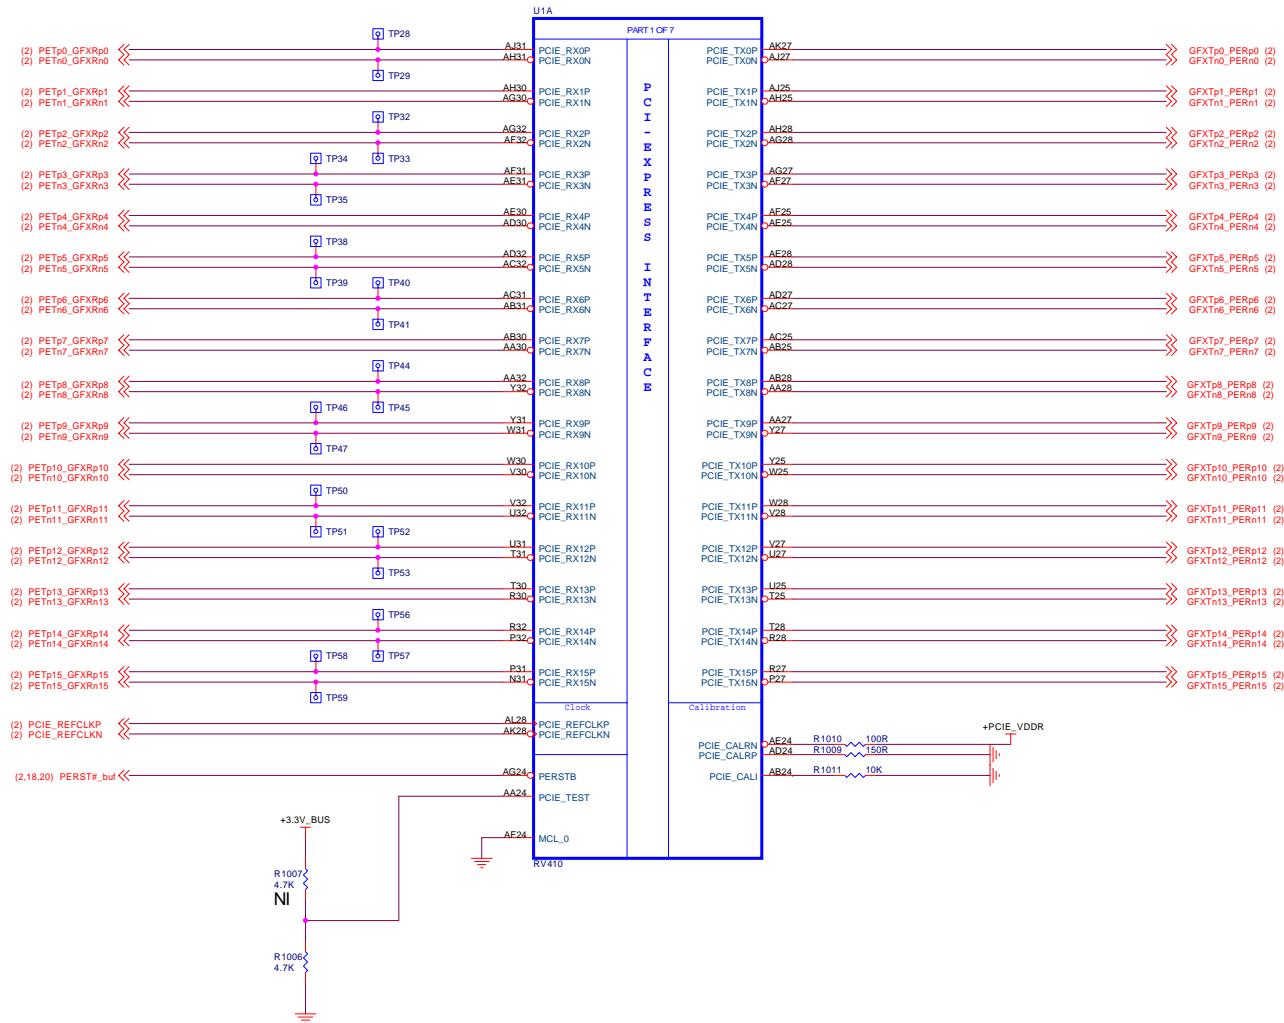 U1A
PART 1 OF 7
TP28
(2) PETp0_GFXRp0 AJ31 PCIE_RX0P PCIE_TX0P AK27 GFXTp0_PERp0 (2)
(2) PETn0_GFXRn0 AH31 PCIE_RX0N PCIE_TX0N AJ27 GFXTn0_PERn0 (2)
TP29
(2) PETp1_GFXRp1 AH30 PCIE_RX1P PCIE_TX1P AJ25 GFXTp1_PERp1 (2)
(2) PETn1_GFXRn1 AG30 PCIE_RX1N PCIE_TX1N AH25 GFXTn1_PERn1 (2)
TP32
(2) PETp2_GFXRp2 AG32 PCIE_RX2P PCIE_TX2P AH28 GFXTp2_PERp2 (2)
(2) PETn2_GFXRn2 AF32 PCIE_RX2N PCIE_TX2N AG28 GFXTn2_PERn2 (2)
TP34 TP33
(2) PETp3_GFXRp3 AF31 PCIE_RX3P PCIE_TX3P AG27 GFXTp3_PERp3 (2)
(2) PETn3_GFXRn3 AE31 PCIE_RX3N PCIE_TX3N AF27 GFXTn3_PERn3 (2)
TP35
(2) PETp4_GFXRp4 AE30 PCIE_RX4P PCIE_TX4P AF25 GFXTp4_PERp4 (2)
(2) PETn4_GFXRn4 AD30 PCIE_RX4N PCIE_TX4N AE25 GFXTn4_PERn4 (2)
TP38
(2) PETp5_GFXRp5 AD32 PCIE_RX5P PCIE_TX5P AE28 GFXTp5_PERp5 (2)
(2) PETn5_GFXRn5 AC32 PCIE_RX5N PCIE_TX5N AD28 GFXTn5_PERn5 (2)
TP39 TP40
(2) PETp6_GFXRp6 AC31 PCIE_RX6P PCIE_TX6P AD27 GFXTp6_PERp6 (2)
(2) PETn6_GFXRn6 AB31 PCIE_RX6N PCIE_TX6N AC27 GFXTn6_PERn6 (2)
TP41
(2) PETp7_GFXRp7 AB30 PCIE_RX7P PCIE_TX7P AC25 GFXTp7_PERp7 (2)
(2) PETn7_GFXRn7 AA30 PCIE_RX7N PCIE_TX7N AB25 GFXTn7_PERn7 (2)
TP44
(2) PETp8_GFXRp8 AA32 PCIE_RX8P PCIE_TX8P AB28 GFXTp8_PERp8 (2)
(2) PETn8_GFXRn8 Y32 PCIE_RX8N PCIE_TX8N AA28 GFXTn8_PERn8 (2)
TP46 TP45
(2) PETp9_GFXRp9 Y31 PCIE_RX9P PCIE_TX9P AA27 GFXTp9_PERp9 (2)
(2) PETn9_GFXRn9 W31 PCIE_RX9N PCIE_TX9N Y27 GFXTn9_PERn9 (2)
TP47
(2) PETp10_GFXRp10 W30 PCIE_RX10P PCIE_TX10P Y25 GFXTp10_PERp10 (2)
(2) PETn10_GFXRn10 V30 PCIE_RX10N PCIE_TX10N W25 GFXTn10_PERn10 (2)
TP50
(2) PETp11_GFXRp11 V32 PCIE_RX11P PCIE_TX11P W28 GFXTp11_PERp11 (2)
(2) PETn11_GFXRn11 U32 PCIE_RX11N PCIE_TX11N V28 GFXTn11_PERn11 (2)
TP51 TP52
(2) PETp12_GFXRp12 U31 PCIE_RX12P PCIE_TX12P V27 GFXTp12_PERp12 (2)
(2) PETn12_GFXRn12 T31 PCIE_RX12N PCIE_TX12N U27 GFXTn12_PERn12 (2)
TP53
(2) PETp13_GFXRp13 T30 PCIE_RX13P PCIE_TX13P U25 GFXTp13_PERp13 (2)
(2) PETn13_GFXRn13 R30 PCIE_RX13N PCIE_TX13N T25 GFXTn13_PERn13 (2)
TP56
(2) PETp14_GFXRp14 R32 PCIE_RX14P PCIE_TX14P T28 GFXTp14_PERp14 (2)
(2) PETn14_GFXRn14 P32 PCIE_RX14N PCIE_TX14N R28 GFXTn14_PERn14 (2)
TP58 TP57
(2) PETp15_GFXRp15 P31 PCIE_RX15P PCIE_TX15P R27 GFXTp15_PERp15 (2)
(2) PETn15_GFXRn15 N31 PCIE_RX15N PCIE_TX15N P27 GFXTn15_PERn15 (2)
TP59
PCI-EXPRESS INTERFACE
Clock Calibration
(2) PCIE_REFCLKP AL28 PCIE_REFCLKP
(2) PCIE_REFCLKN AK28 PCIE_REFCLKN
+PCIE_VDDR
PCIE_CALRN AE24 R1010 100R
PCIE_CALRP AD24 R1009 150R
(2,18,20) PERST#_buf AG24 PERSTB PCIE_CALI AB24 R1011 10K
AA24 PCIE_TEST
+3.3V_BUS
AF24 MCL_0
RV410
R1007
4.7K
NI
R1006
4.7K